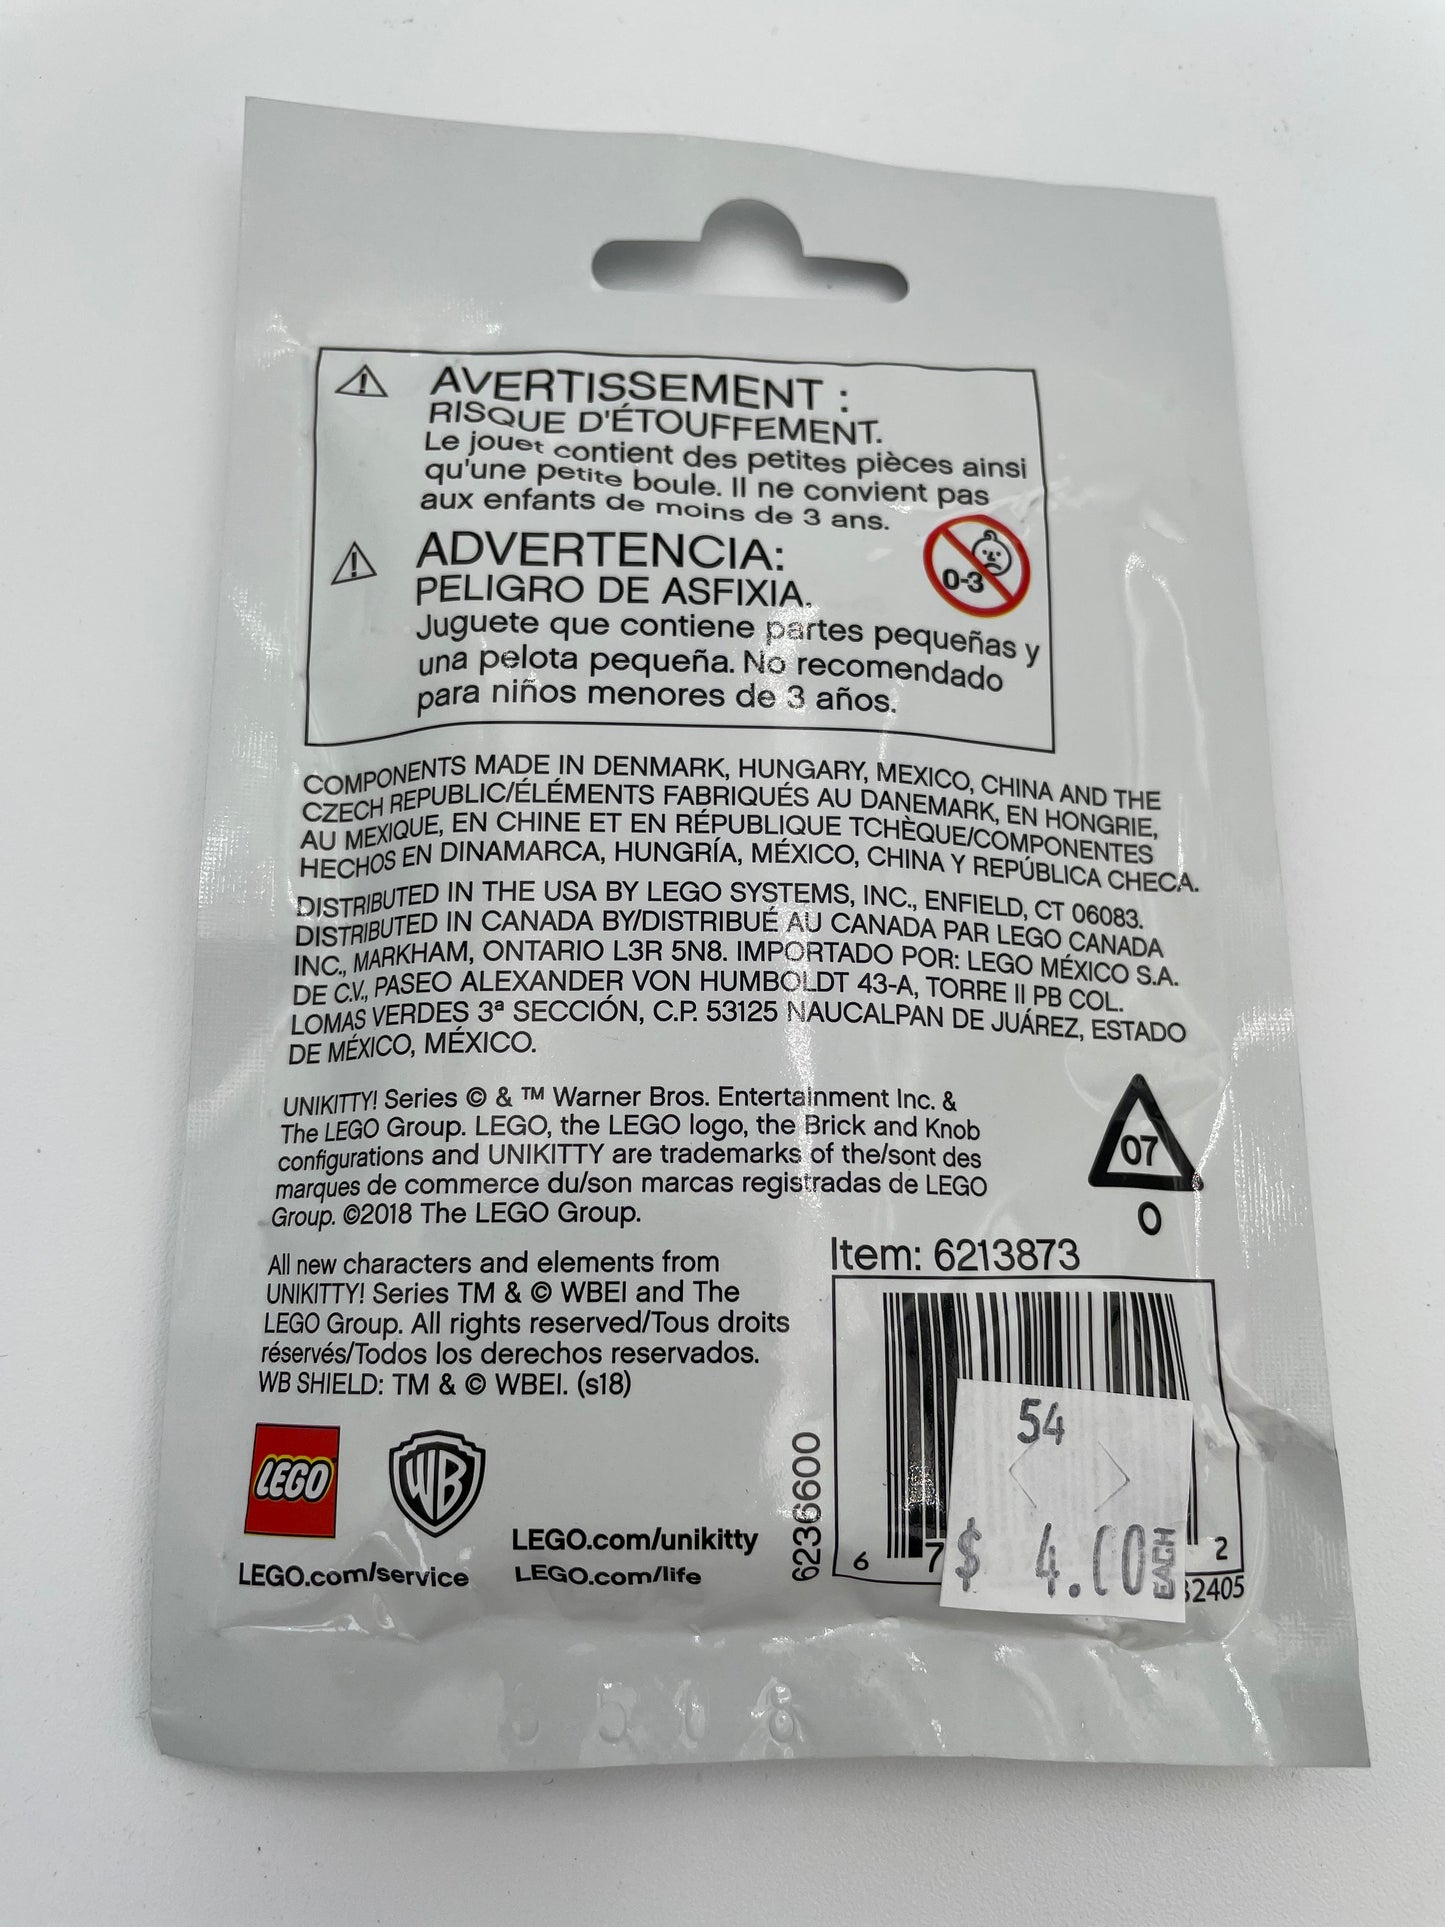 AVERTISSEMENT :
RISQUE D'ÉTOUFFEMENT.
Le jouet contient des petites pièces ainsi
qu'une petite boule. Il ne convient pas
aux enfants de moins de 3 ans.
0-3
ADVERTENCIA:
PELIGRO DE ASFIXIA.
Juguete que contiene partes pequeñas y
una pelota pequeña. No recomendado
para niños menores de 3 años.
COMPONENTS MADE IN DENMARK, HUNGARY, MEXICO, CHINA AND THE
CZECH REPUBLIC/ÉLÉMENTS FABRIQUÉS AU DANEMARK, EN HONGRIE,
AU MEXIQUE, EN CHINE ET EN RÉPUBLIQUE TCHÈQUE/COMPONENTES
HECHOS EN DINAMARCA, HUNGRÍA, MÉXICO, CHINA Y REPÚBLICA CHECA.
DISTRIBUTED IN THE USA BY LEGO SYSTEMS, INC., ENFIELD, CT 06083.
DISTRIBUTED IN CANADA BY/DISTRIBUÉ AU CANADA PAR LEGO CANADA
INC., MARKHAM, ONTARIO L3R 5N8. IMPORTADO POR: LEGO MÉXICO S.A.
DE C.V., PASEO ALEXANDER VON HUMBOLDT 43-A, TORRE II PB COL.
LOMAS VERDES 3ª SECCIÓN, C.P. 53125 NAUCALPAN DE JUÁREZ, ESTADO
DE MÉXICO, MÉXICO.
UNIKITTY! Series © & ™ Warner Bros. Entertainment Inc. &
The LEGO Group. LEGO, the LEGO logo, the Brick and Knob
configurations and UNIKITTY are trademarks of the/sont des
marques de commerce du/son marcas registradas de LEGO
Group. ©2018 The LEGO Group.
07
O
All new characters and elements from
UNIKITTY! Series TM & © WBEI and The
LEGO Group. All rights reserved/Tous droits
réservés/Todos los derechos reservados.
WB SHIELD: TM & © WBEI. (s18)
Item: 6213873
LEGO
WB
LEGO.com/service
LEGO.com/unikitty
LEGO.com/life
6236600
54
$ 4.00 EACH
6 7 2
32405